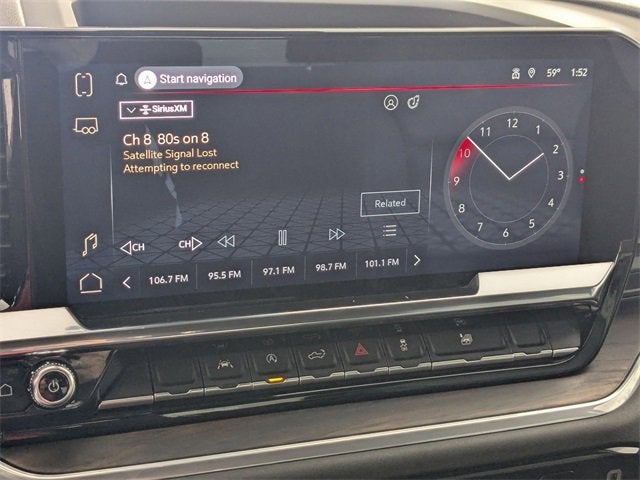 Start navigation
59° 1:52
SiriusXM
Ch 8 80s on 8
Satellite Signal Lost
Attempting to reconnect
Related
CH CH
106.7 FM 95.5 FM 97.1 FM 98.7 FM 101.1 FM
12
1
2
3
4
5
6
7
8
9
10
11